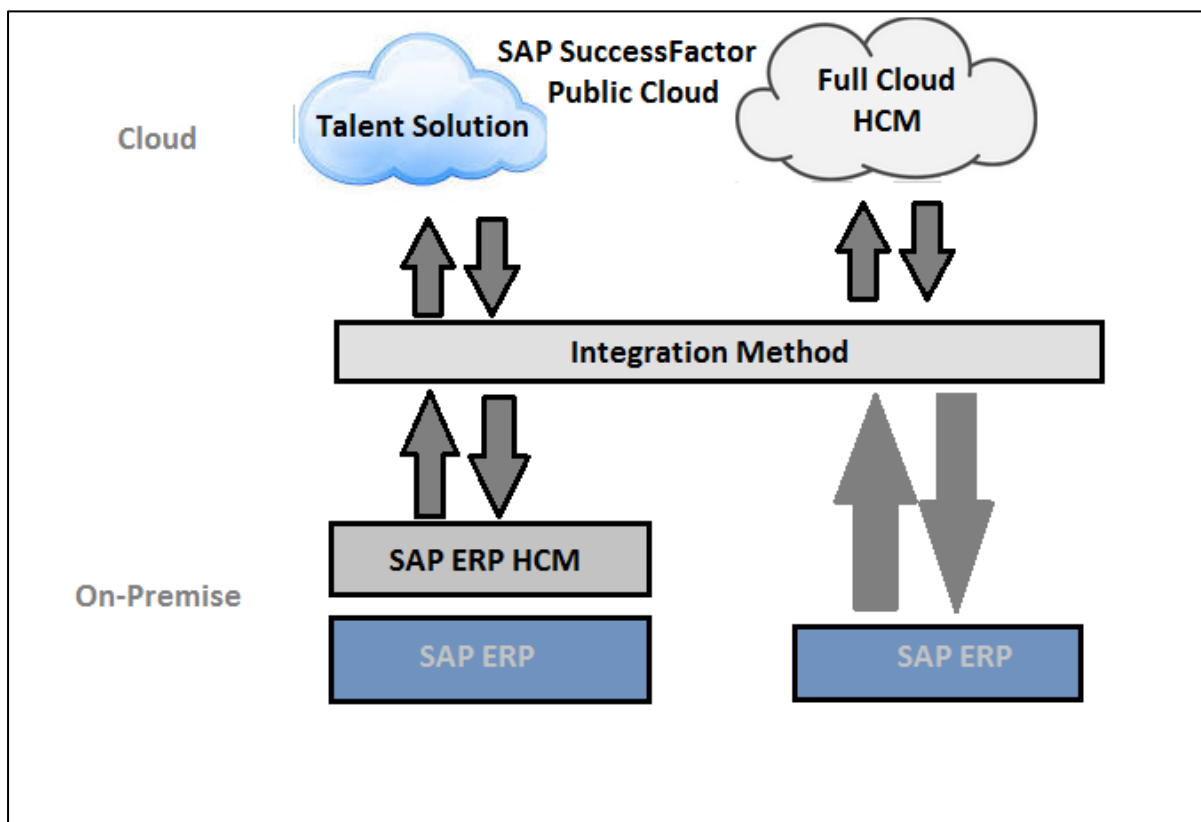 SAP SuccessFactor
Public Cloud
Full Cloud
HCM
Talent Solution
Cloud
Integration Method
SAP ERP HCM
On-Premise
SAP ERP
SAP ERP